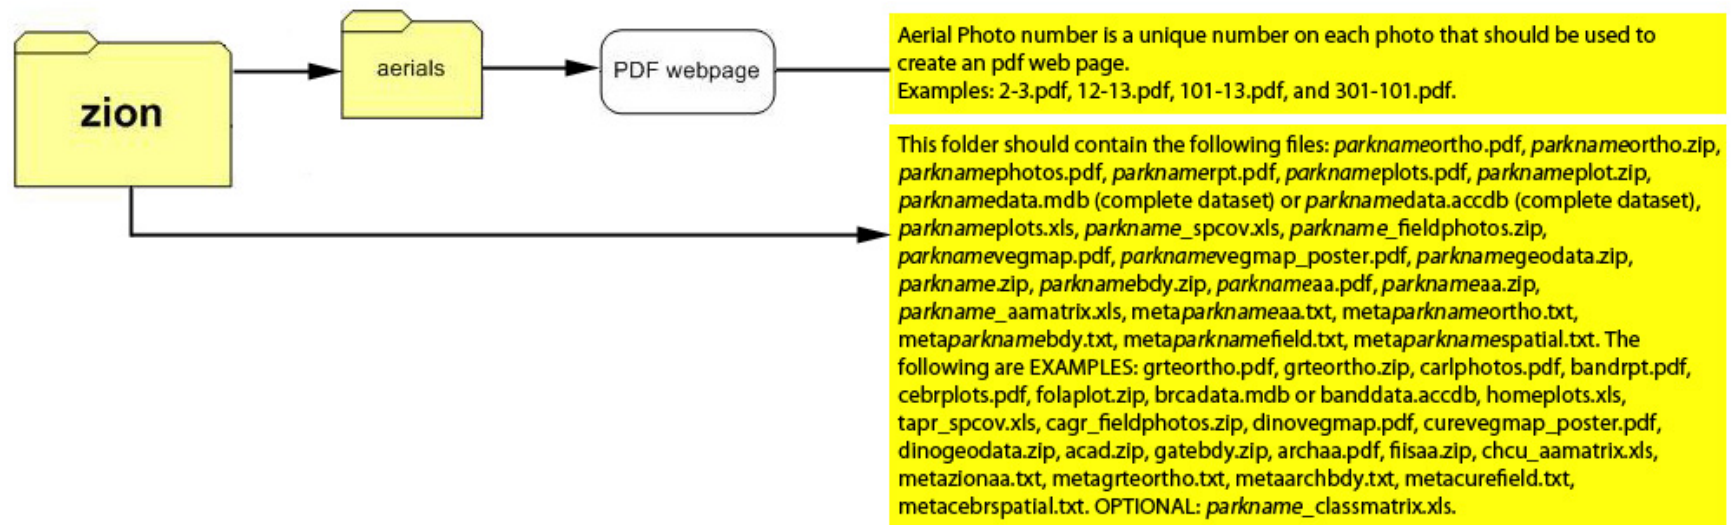 zion
aerials
PDF webpage
Aerial Photo number is a unique number on each photo that should be used to
create an pdf web page.
Examples: 2-3.pdf, 12-13.pdf, 101-13.pdf, and 301-101.pdf.
This folder should contain the following files: parknameortho.pdf, parknameortho.zip,
parknamephotos.pdf, parknamerpt.pdf, parknameplots.pdf, parknameplot.zip,
parknamedata.mdb (complete dataset) or parknamedata.accdb (complete dataset),
parknameplots.xls, parkname_spcov.xls, parkname_fieldphotos.zip,
parknamevegmap.pdf, parknamevegmap_poster.pdf, parknamegeodata.zip,
parkname.zip, parknamebdy.zip, parknameaa.pdf, parknameaa.zip,
parkname_aamatrix.xls, metaparknameaa.txt, metaparknameortho.txt,
metaparknamebdy.txt, metaparknamefield.txt, metaparknamespatial.txt. The
following are EXAMPLES: grteortho.pdf, grteortho.zip, carlphotos.pdf, bandrpt.pdf,
cebrplots.pdf, folaplot.zip, brcadata.mdb or banddata.accdb, homeplots.xls,
tapr_spcov.xls, cagr_fieldphotos.zip, dinovegmap.pdf, curevegmap_poster.pdf,
dinogeodata.zip, acad.zip, gatebdy.zip, archaa.pdf, fiisaa.zip, chcu_aamatrix.xls,
metazionaa.txt, metagrteortho.txt, metaarchbdy.txt, metacurefield.txt,
metacebrspatial.txt. OPTIONAL: parkname_classmatrix.xls.